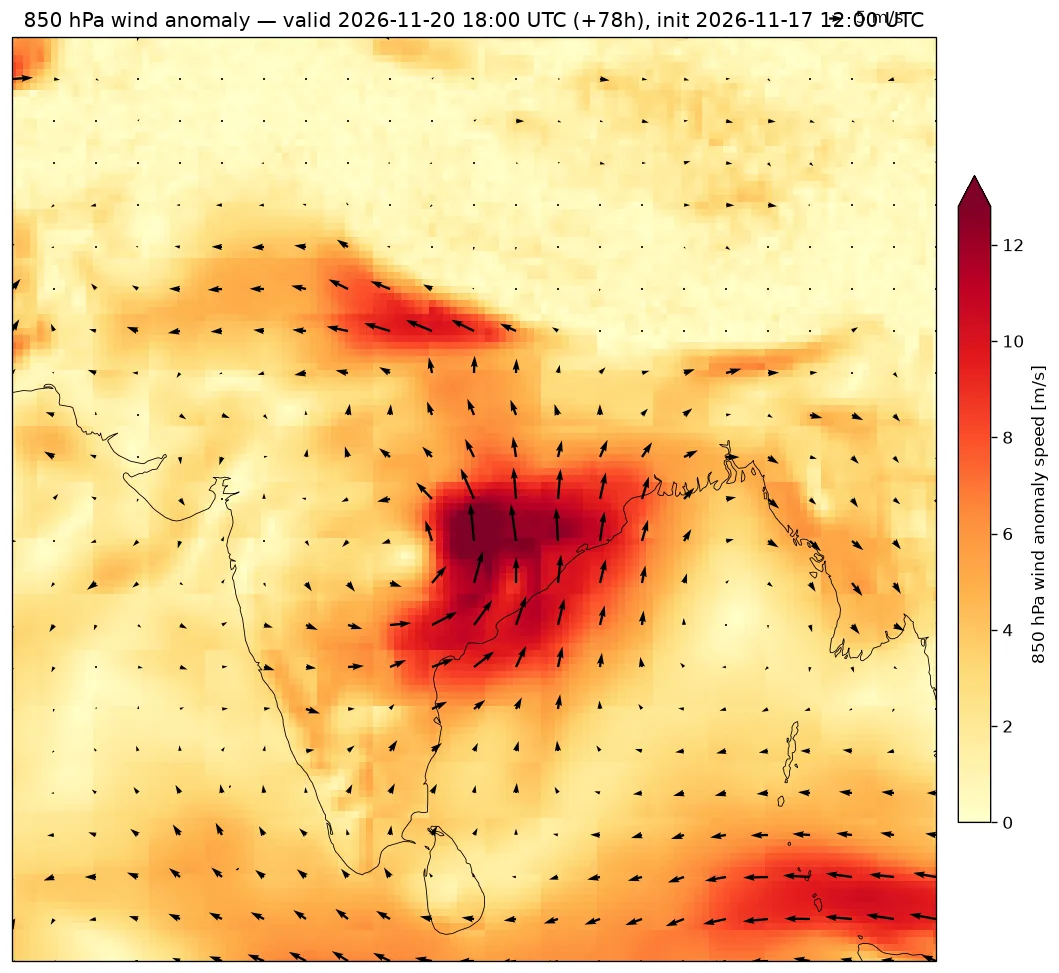 850 hPa wind anomaly — valid 2026-11-20 18:00 UTC (+78h), init 2026-11-17 12:00 UTC
5 m/s
12
10
8
6
4
2
0
850 hPa wind anomaly speed [m/s]